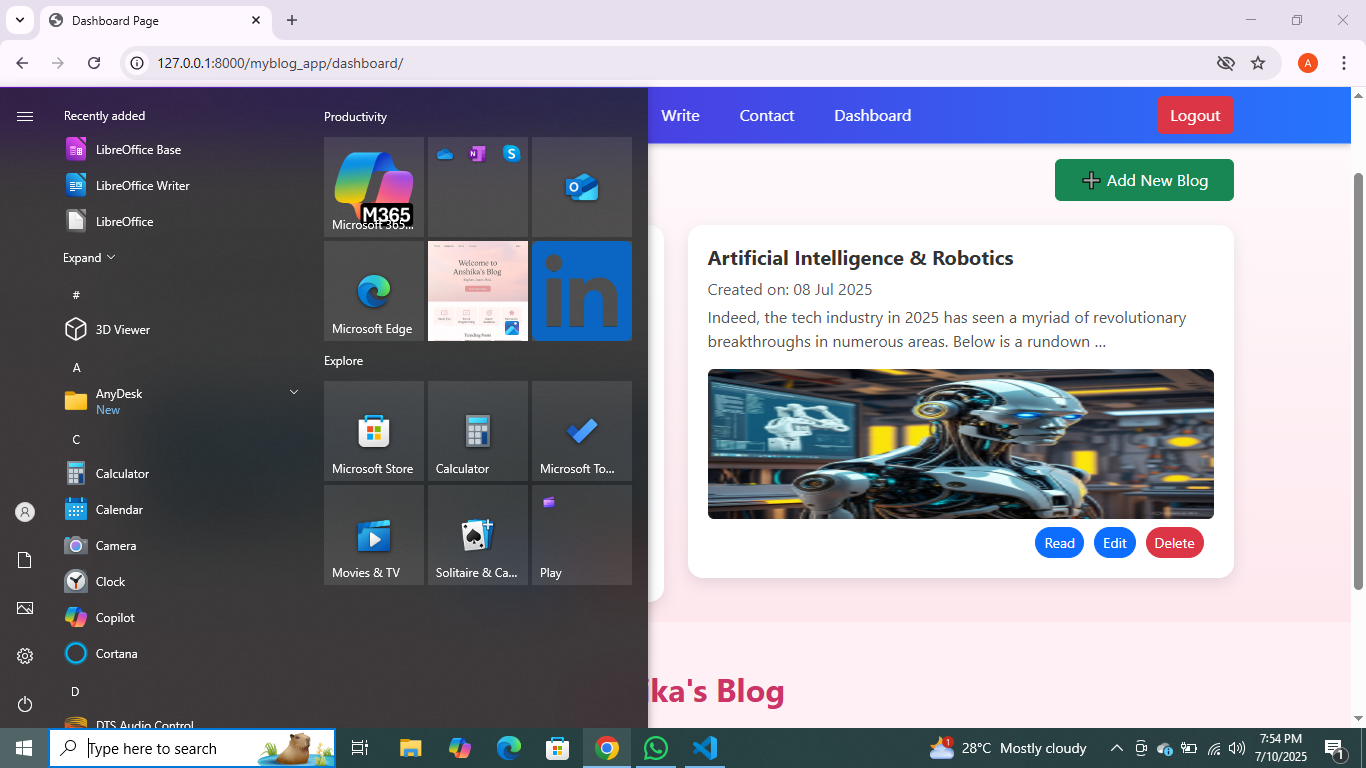 Dashboard Page
127.0.0.1:8000/myblog_app/dashboard/
A
Recently added
LibreOffice Base
LibreOffice Writer
LibreOffice
Expand
#
3D Viewer
A
AnyDesk
New
C
Calculator
Calendar
Camera
Clock
Copilot
Cortana
D
DTS Audio Control
Productivity
M365
Microsoft 365...
Microsoft Edge
Welcome to
Anshika's Blog
Trending Posts
in
Explore
Microsoft Store
Calculator
Microsoft To...
Movies & TV
Solitaire & Ca...
Play
Write
Contact
Dashboard
Logout
Add New Blog
Artificial Intelligence & Robotics
Created on: 08 Jul 2025
Indeed, the tech industry in 2025 has seen a myriad of revolutionary
breakthroughs in numerous areas. Below is a rundown ...
Read
Edit
Delete
ika's Blog
Type here to search
1
28°C Mostly cloudy
7:54 PM
7/10/2025
1